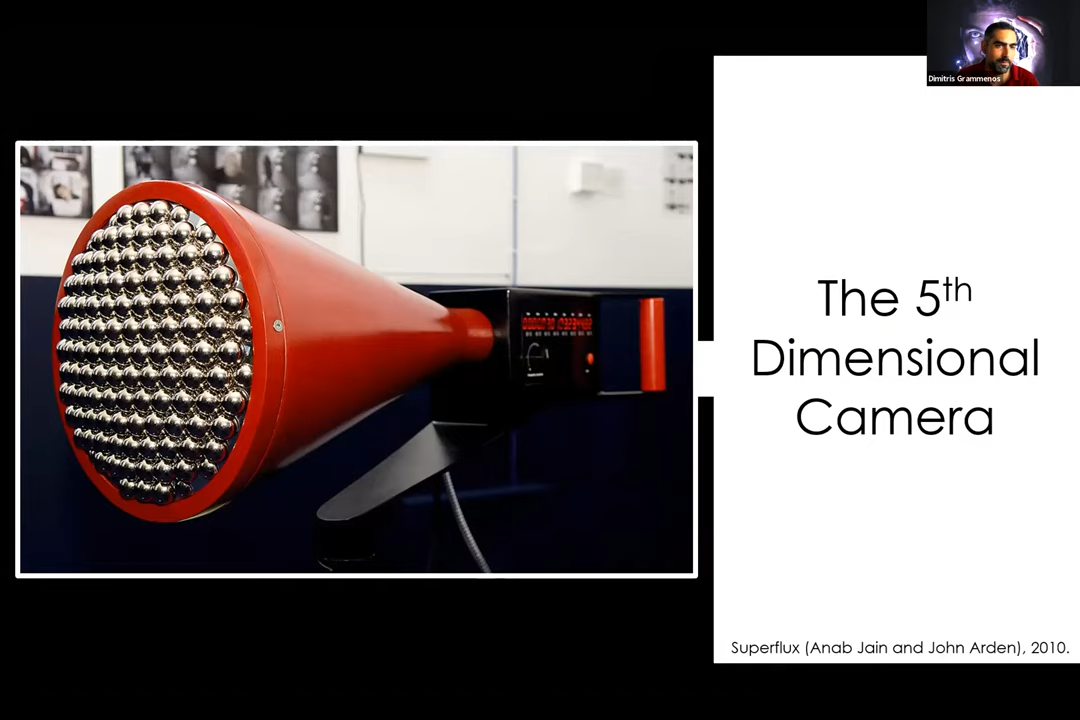 Dimitris Grammenos
The 5th
Dimensional
Camera
Superflux (Anab Jain and John Arden), 2010.